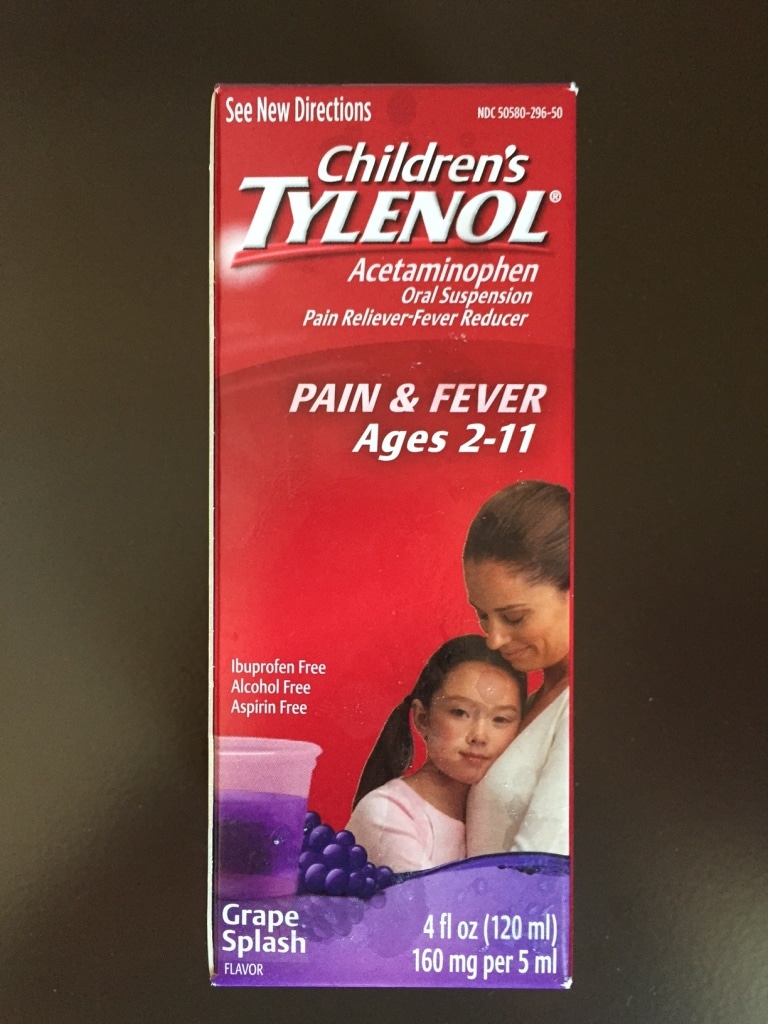 See New Directions
NDC 50580-296-50
Children's
TYLENOL®
Acetaminophen
Oral Suspension
Pain Reliever-Fever Reducer
PAIN & FEVER
Ages 2-11
Ibuprofen Free
Alcohol Free
Aspirin Free
Grape
Splash
FLAVOR
4 fl oz (120 ml)
160 mg per 5 ml